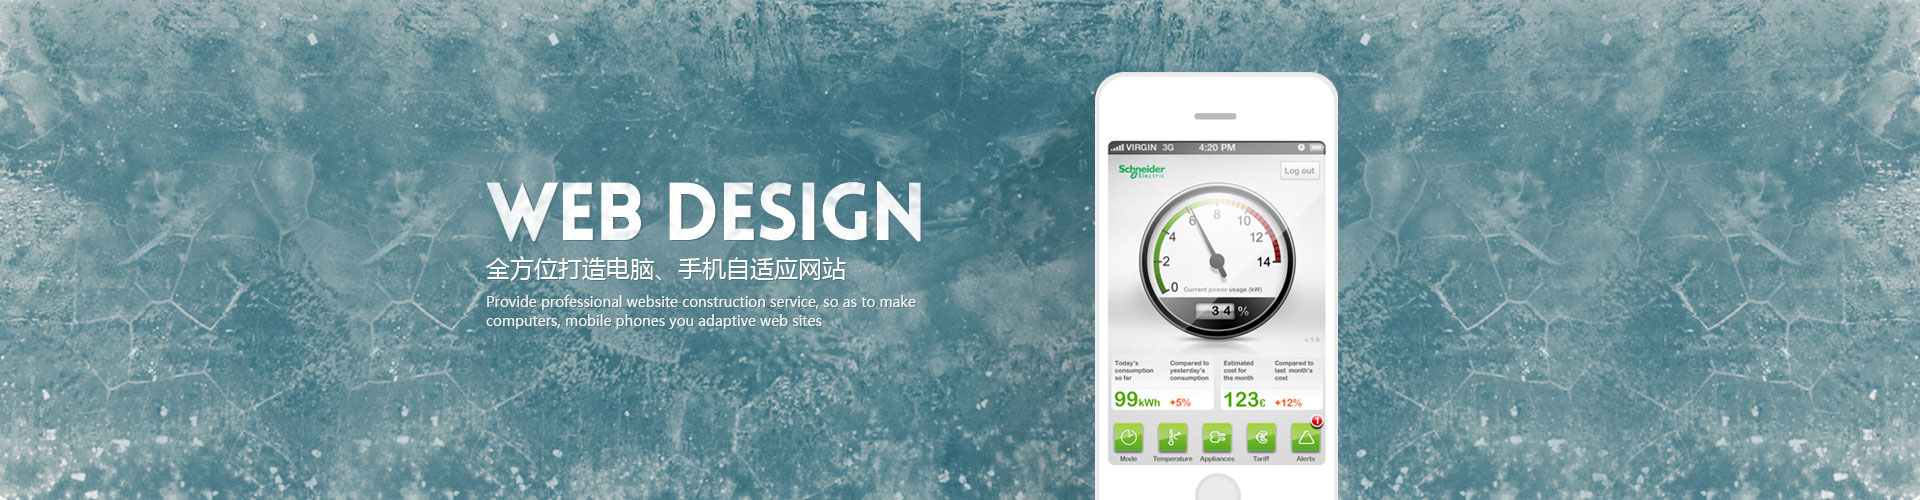 WEB DESIGN
全方位打造电脑、手机自适应网站
Provide professional website construction service, so as to make
computers, mobile phones you adaptive web sites
VIRGIN 3G 4:20 PM
Schneider
Electric
Log out
0 2 4 6 8 10 12 14
Current power usage (kW)
34 %
v.1.0
Today's
consumption
so far
Compared to
yesterday's
consumption
Estimated
cost for
the month
Compared to
last month's
cost
99kWh +5% 123€ +12%
1
Mode Temperature Appliances Tariff Alerts